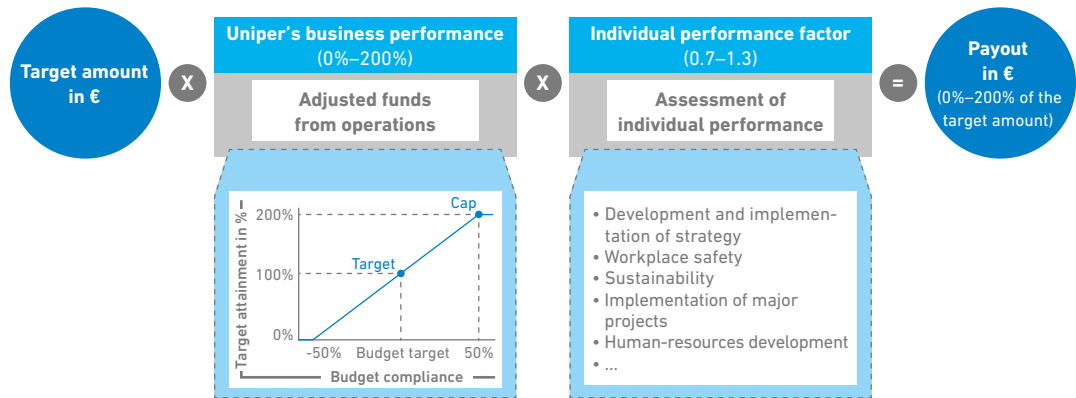 Target amount
in €
X
Uniper’s business performance
(0%–200%)
Adjusted funds
from operations
X
Individual performance factor
(0.7–1.3)
Assessment of
individual performance
=
Payout
in €
(0%–200% of the
target amount)
Target attainment in %
200%
100%
0%
Cap
Target
-50%
Budget target
50%
Budget compliance
• Development and implemen-
tation of strategy
• Workplace safety
• Sustainability
• Implementation of major
projects
• Human-resources development
• ...